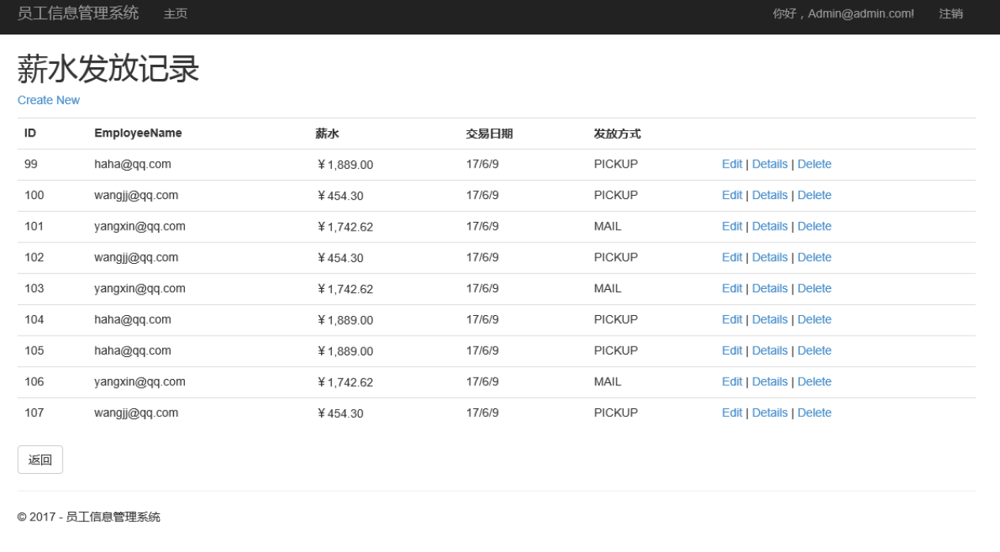 员工信息管理系统 主页 你好，Admin@admin.com! 注销
薪水发放记录
Create New
ID EmployeeName 薪水 交易日期 发放方式
99 haha@qq.com ¥1,889.00 17/6/9 PICKUP Edit | Details | Delete
100 wangjj@qq.com ¥454.30 17/6/9 PICKUP Edit | Details | Delete
101 yangxin@qq.com ¥1,742.62 17/6/9 MAIL Edit | Details | Delete
102 wangjj@qq.com ¥454.30 17/6/9 PICKUP Edit | Details | Delete
103 yangxin@qq.com ¥1,742.62 17/6/9 MAIL Edit | Details | Delete
104 haha@qq.com ¥1,889.00 17/6/9 PICKUP Edit | Details | Delete
105 haha@qq.com ¥1,889.00 17/6/9 PICKUP Edit | Details | Delete
106 yangxin@qq.com ¥1,742.62 17/6/9 MAIL Edit | Details | Delete
107 wangjj@qq.com ¥454.30 17/6/9 PICKUP Edit | Details | Delete
返回
© 2017 - 员工信息管理系统